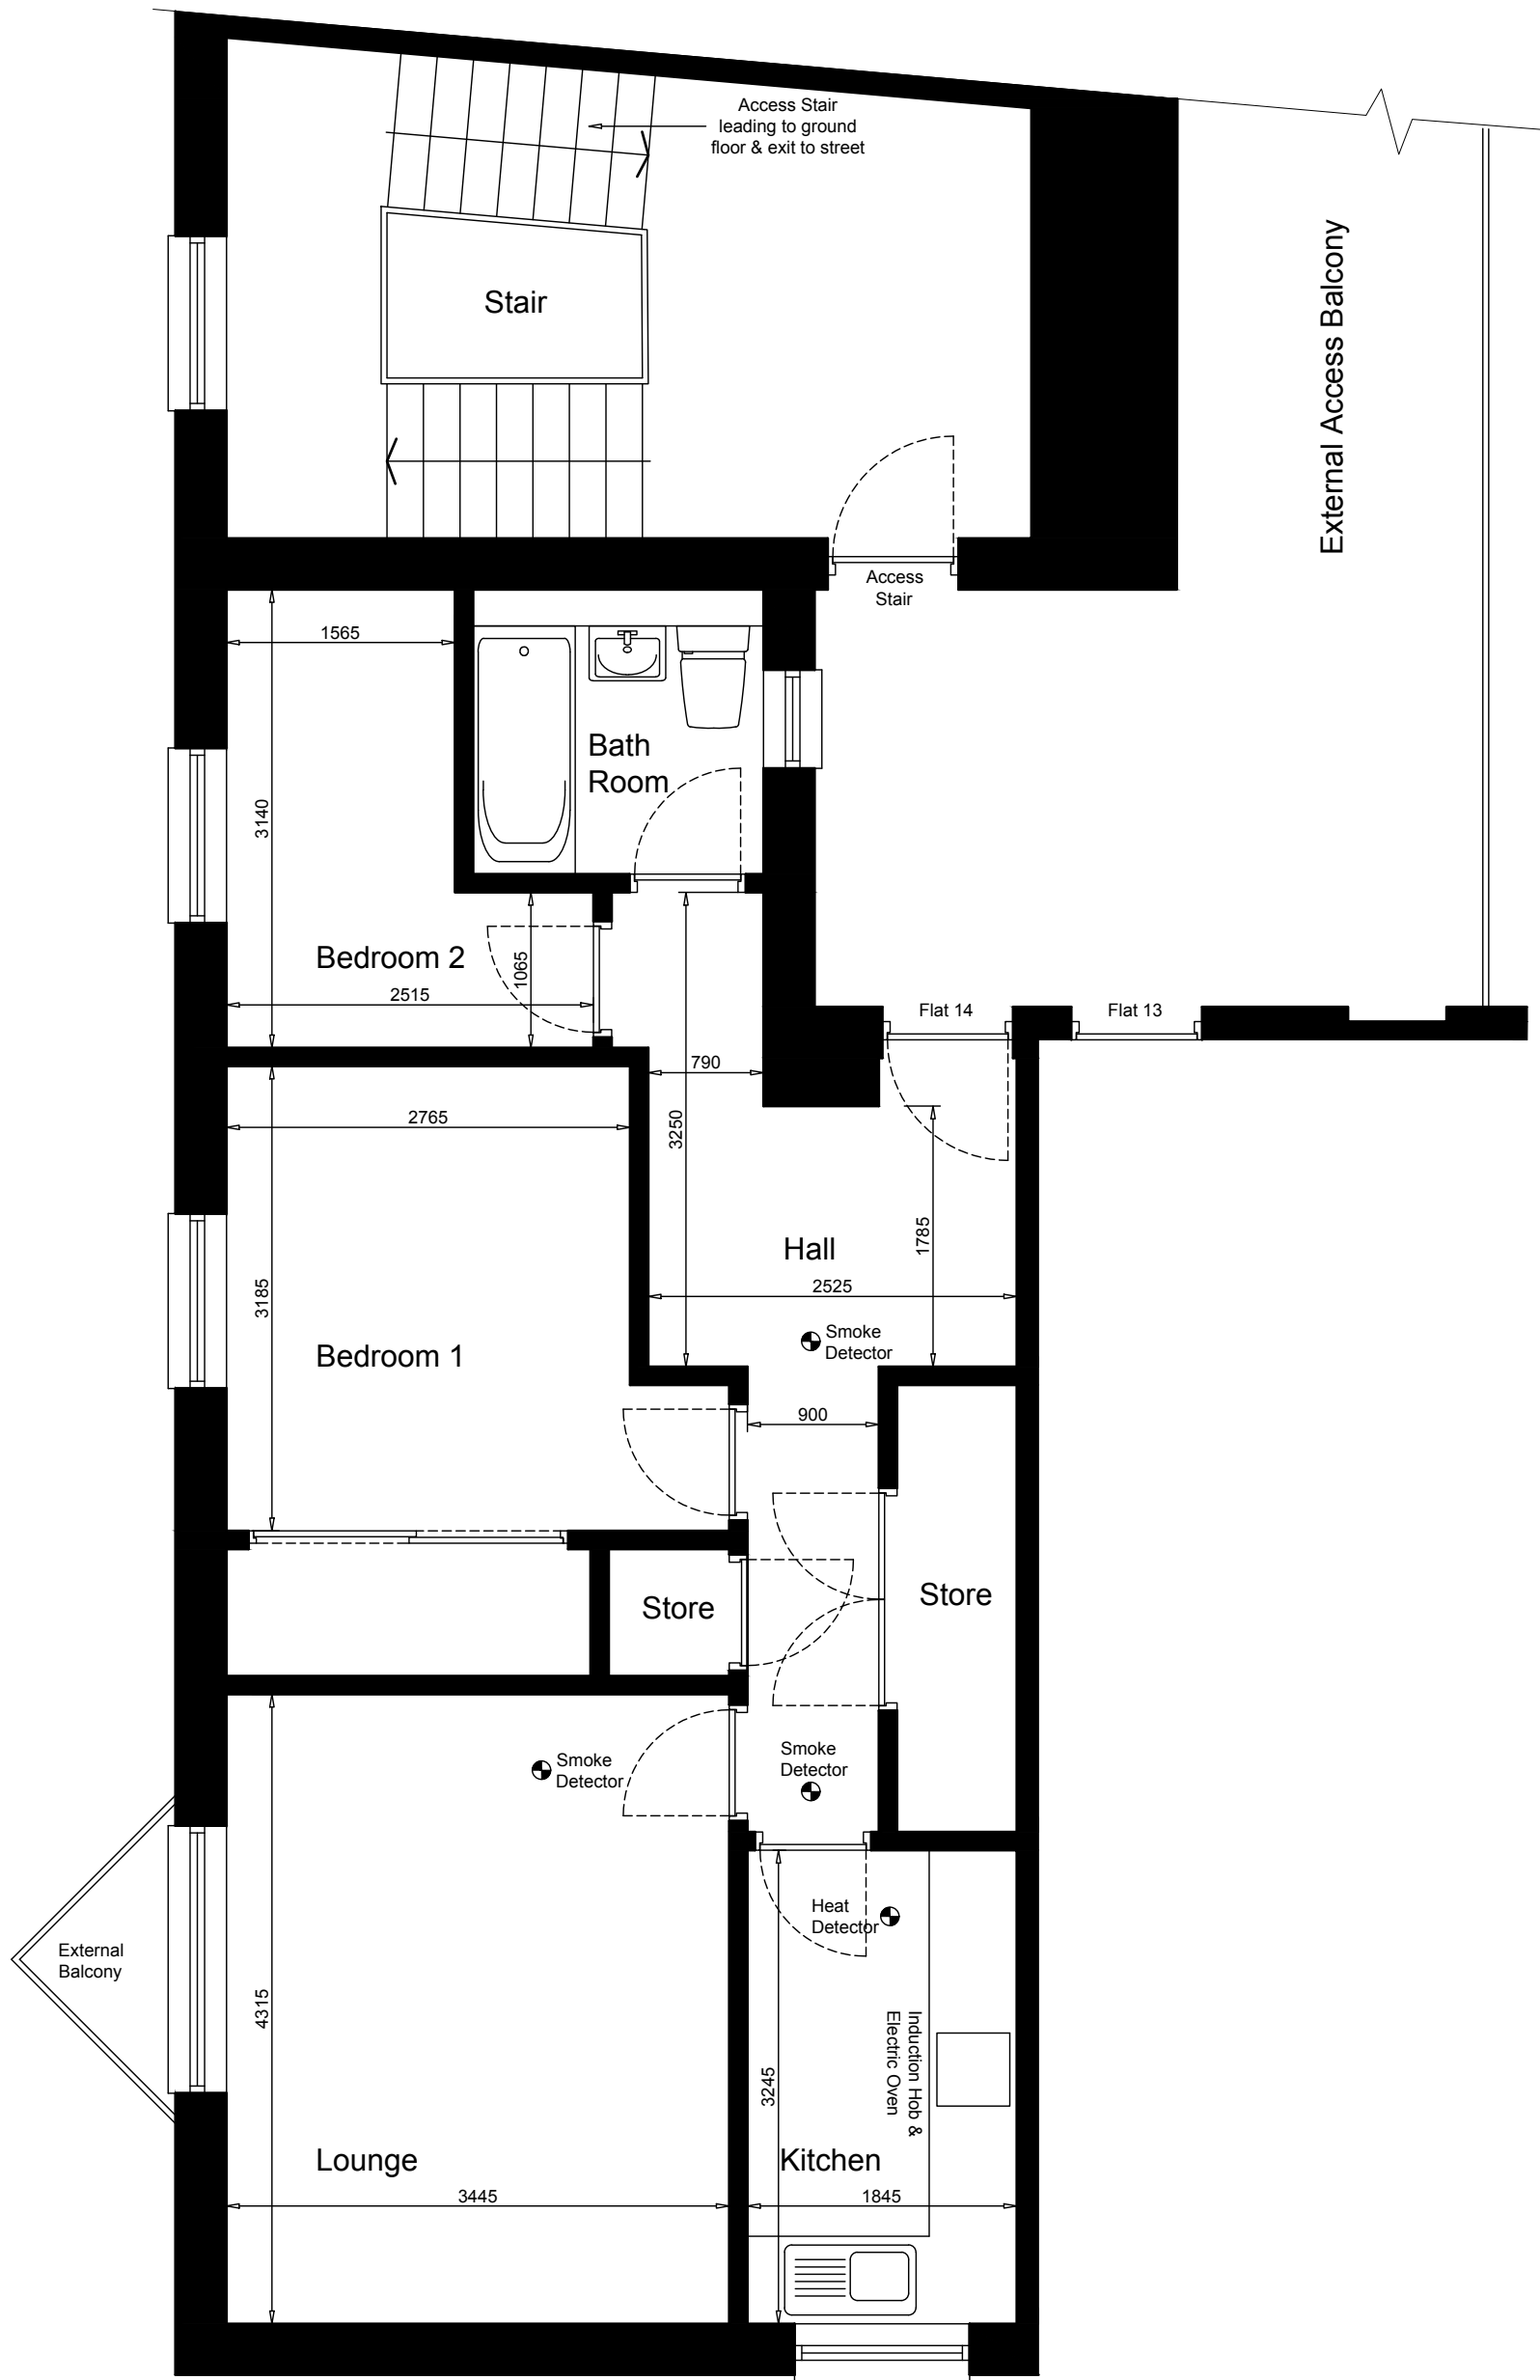 Access Stair
leading to ground
floor & exit to street
Stair
External Access Balcony
Access
Stair
1565
Bath
Room
3140
Bedroom 2
1065
2515
Flat 14
Flat 13
790
2765
3250
1785
Hall
3185
2525
Smoke
Detector
Bedroom 1
900
Store
Store
Smoke
Detector
Smoke
Detector
Heat
Detector
External
Balcony
4315
Induction Hob &
Electric Oven
3245
Lounge
Kitchen
3445
1845